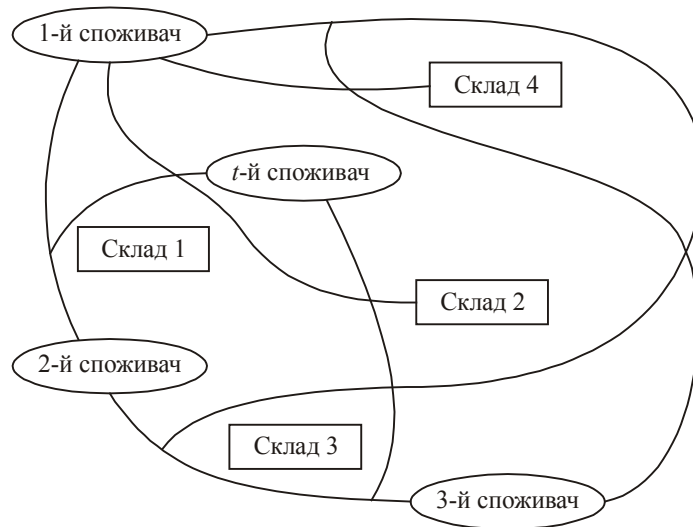 1-й споживач
Склад 4
t-й споживач
Склад 1
Склад 2
2-й споживач
Склад 3
3-й споживач